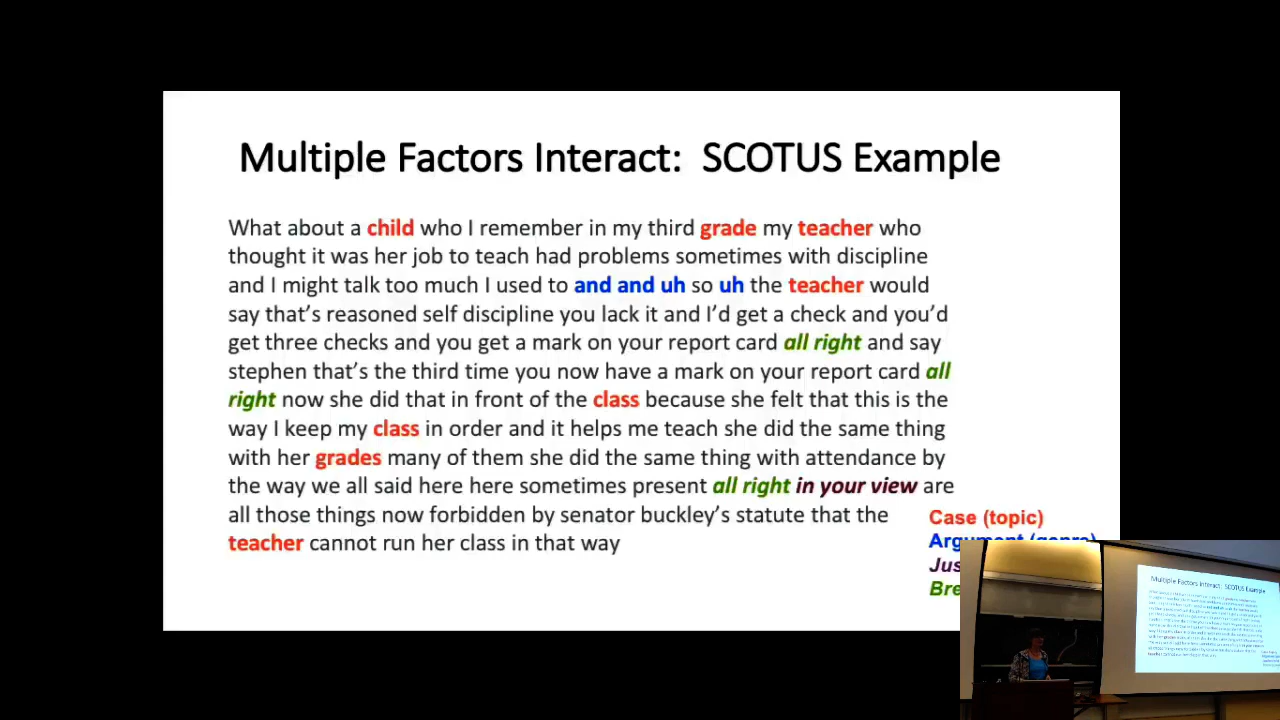 Multiple Factors Interact: SCOTUS Example
What about a child who I remember in my third grade my teacher who
thought it was her job to teach had problems sometimes with discipline
and I might talk too much I used to and and uh so uh the teacher would
say that’s reasoned self discipline you lack it and I’d get a check and you’d
get three checks and you get a mark on your report card all right and say
stephen that’s the third time you now have a mark on your report card all
right now she did that in front of the class because she felt that this is the
way I keep my class in order and it helps me teach she did the same thing
with her grades many of them she did the same thing with attendance by
the way we all said here here sometimes present all right in your view are
all those things now forbidden by senator buckley’s statute that the
teacher cannot run her class in that way
Case (topic)
Argument (genre)
Multiple Factors Interact: SCOTUS Example